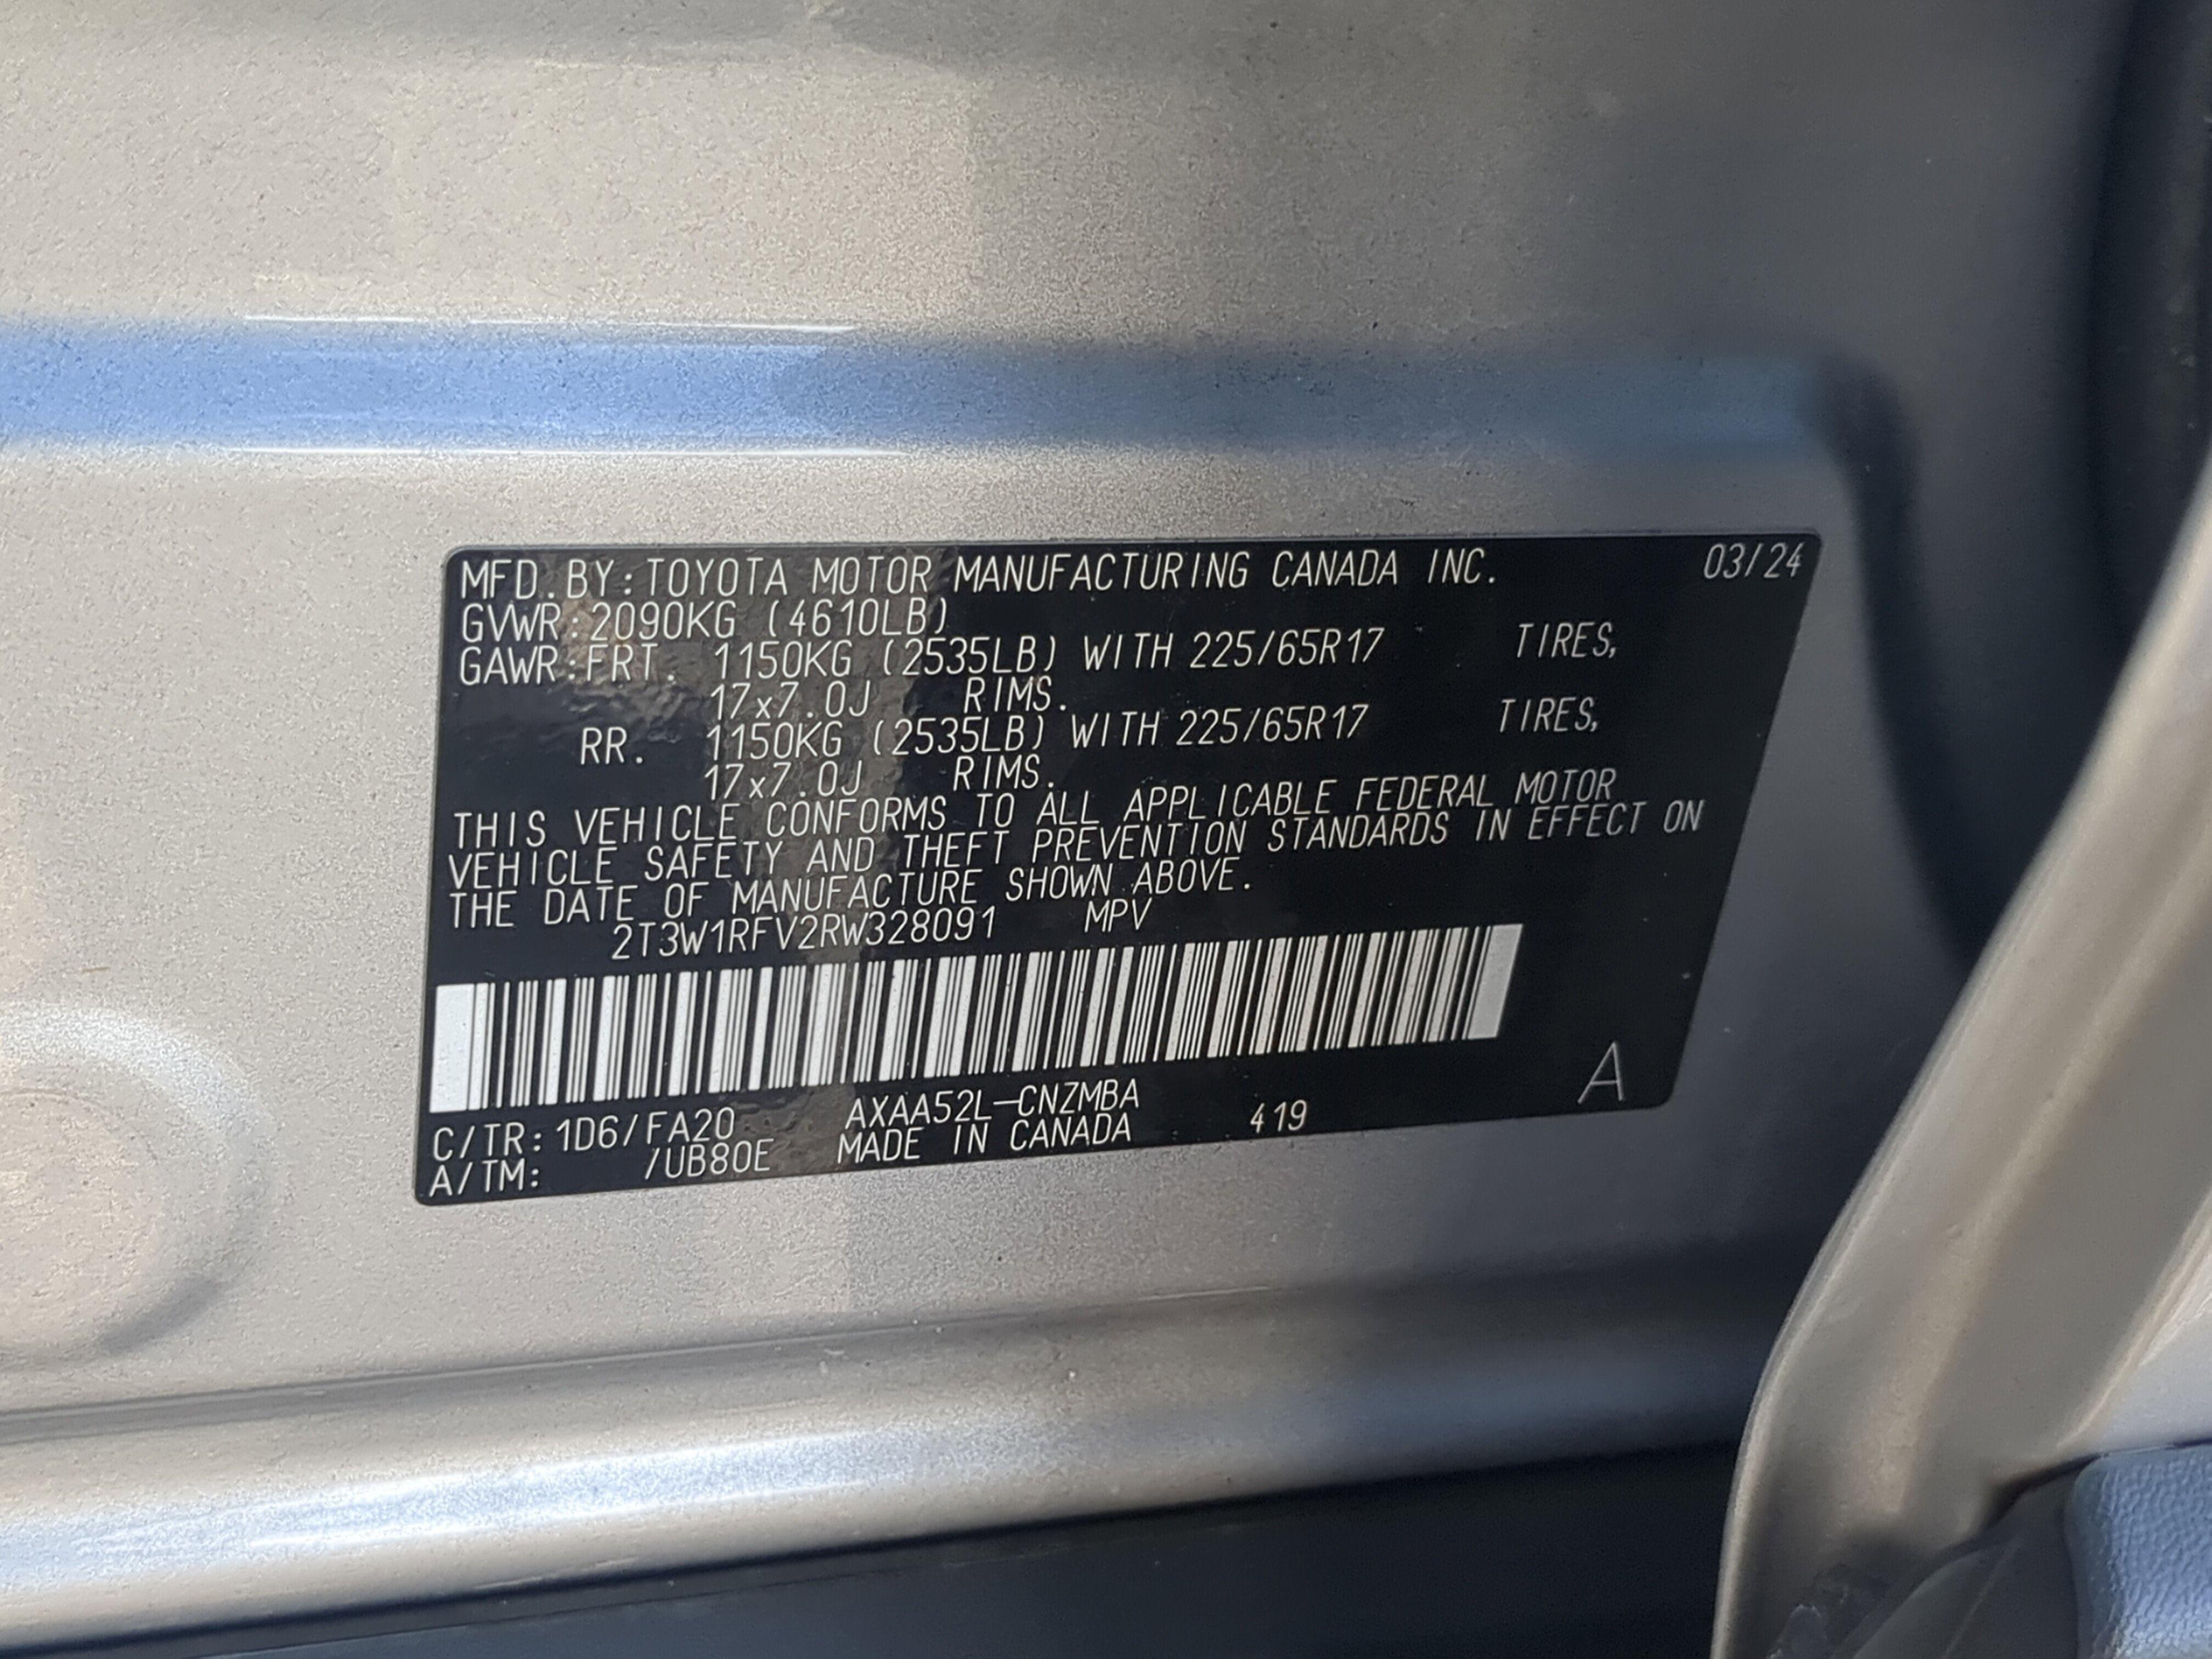 MFD. BY: TOYOTA MOTOR MANUFACTURING CANADA INC. 03/24
GVWR: 2090KG (4610LB)
GAWR: FRT. 1150KG (2535LB) WITH 225/65R17 TIRES,
17x7.0J RIMS.
RR. 1150KG (2535LB) WITH 225/65R17 TIRES,
17x7.0J RIMS.
THIS VEHICLE CONFORMS TO ALL APPLICABLE FEDERAL MOTOR
VEHICLE SAFETY AND THEFT PREVENTION STANDARDS IN EFFECT ON
THE DATE OF MANUFACTURE SHOWN ABOVE.
2T3W1RFV2RW328091 MPV
C/TR: 1D6/FA20 AXAA52L-CNZMBA
A/TM: /UB80E MADE IN CANADA 419 A